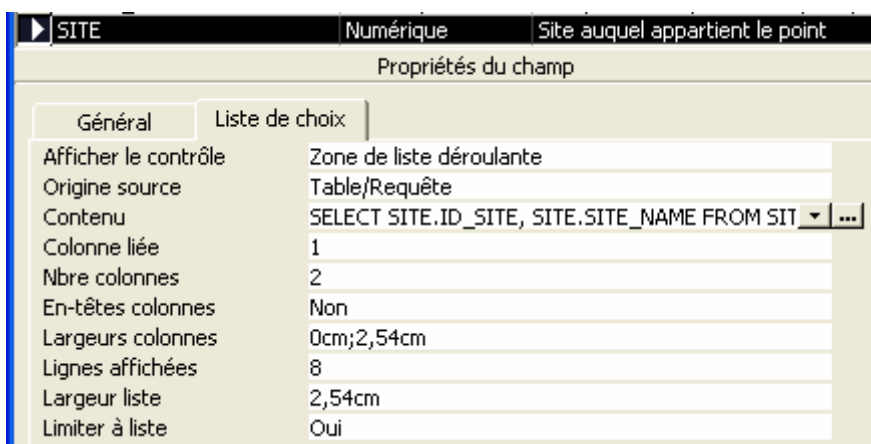 SITE Numérique Site auquel appartient le point
Propriétés du champ
Général Liste de choix
Afficher le contrôle Zone de liste déroulante
Origine source Table/Requête
Contenu SELECT SITE.ID_SITE, SITE.SITE_NAME FROM SIT ...
Colonne liée 1
Nbre colonnes 2
En-têtes colonnes Non
Largeurs colonnes 0cm;2,54cm
Lignes affichées 8
Largeur liste 2,54cm
Limiter à liste Oui